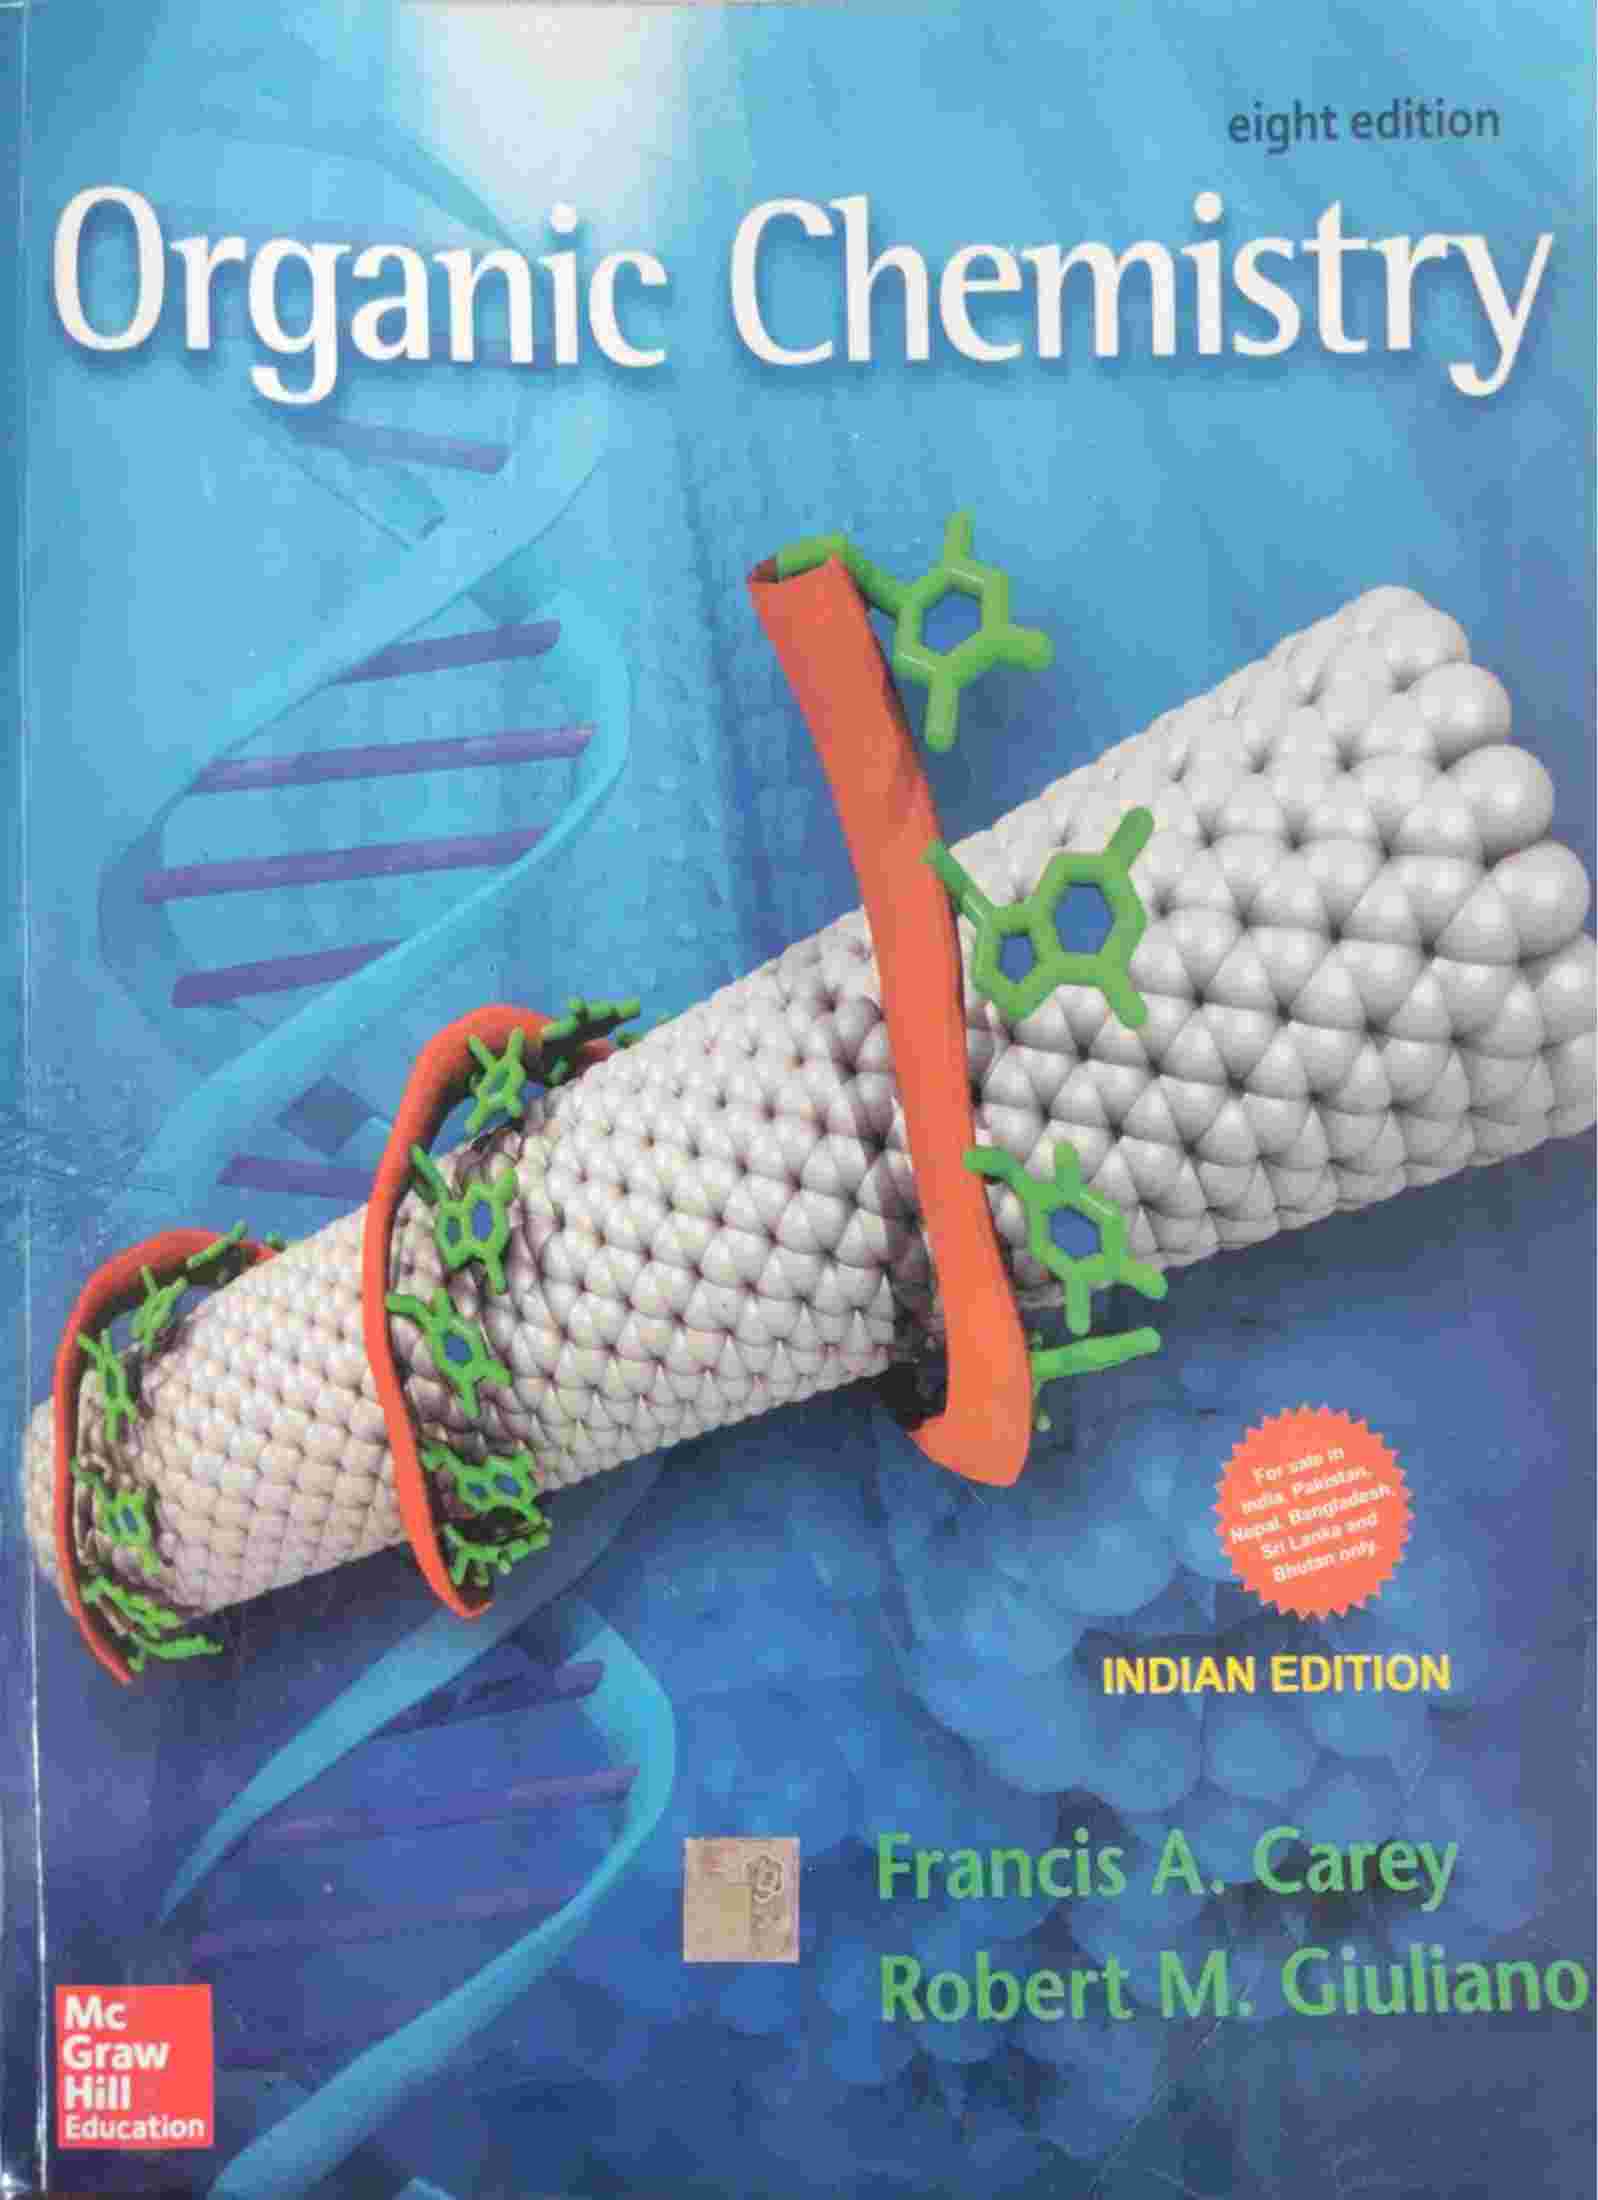 eight edition
Organic Chemistry
For sale in
India, Pakistan,
Nepal, Bangladesh,
Sri Lanka and
Bhutan only.
INDIAN EDITION
Francis A. Carey
Robert M. Giuliano
Mc
Graw
Hill
Education